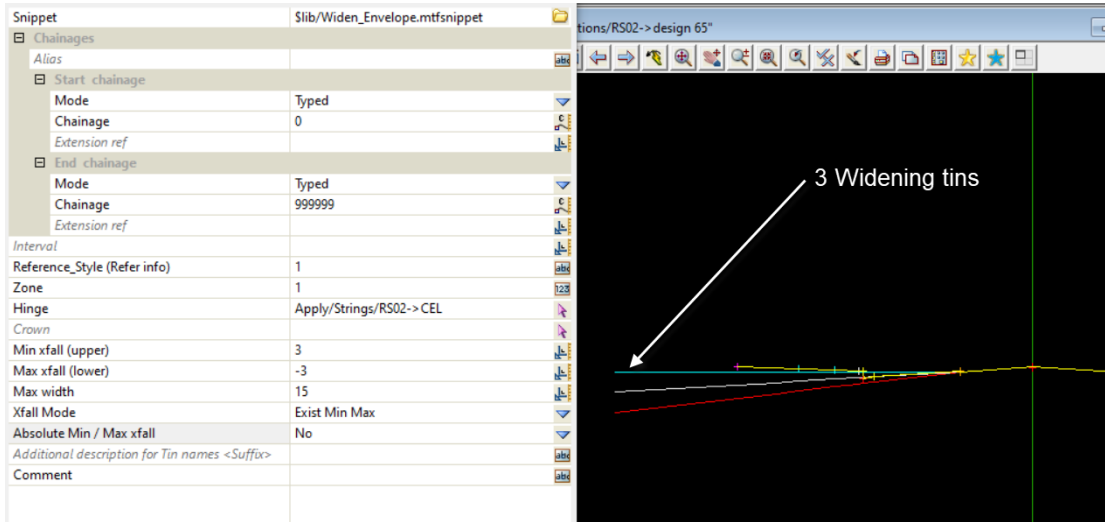 Snippet $lib/Widen_Envelope.mtfsnippet
Chainages
Alias
Start chainage
Mode Typed
Chainage 0
Extension ref
End chainage
Mode Typed
Chainage 999999
Extension ref
Interval
Reference_Style (Refer info) 1
Zone 1
Hinge Apply/Strings/RS02->CEL
Crown
Min xfall (upper) 3
Max xfall (lower) -3
Max width 15
Xfall Mode Exist Min Max
Absolute Min / Max xfall No
Additional description for Tin names <Suffix>
Comment
tions/RS02->design 65"
3 Widening tins